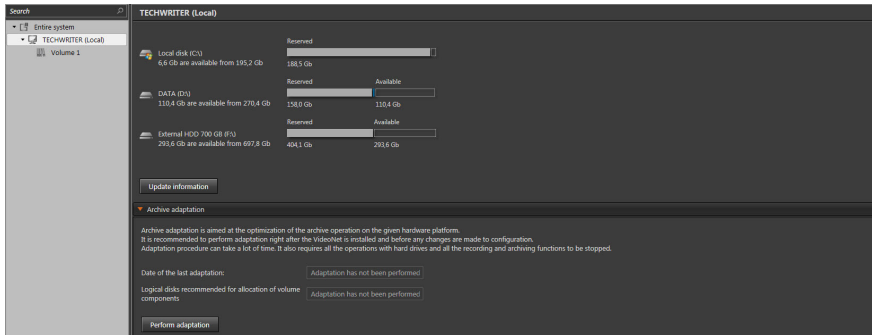 Search
TECHWRITER (Local)
Entire system
TECHWRITER (Local)
Volume 1
Reserved
Local disk (C:\)
6,6 Gb are available from 195,2 Gb
188,5 Gb
Reserved Available
DATA (D:\)
110,4 Gb are available from 270,4 Gb
158,0 Gb 110,4 Gb
Reserved Available
External HDD 700 GB (F:\)
293,6 Gb are available from 697,8 Gb
404,1 Gb 293,6 Gb
Update information
Archive adaptation
Archive adaptation is aimed at the optimization of the archive operation on the given hardware platform.
It is recommended to perform adaptation right after the VideoNet is installed and before any changes are made to configuration.
Adaptation procedure can take a lot of time. It also requires all the operations with hard drives and all the recording and archiving functions to be stopped.
Date of the last adaptation: Adaptation has not been performed
Logical disks recommended for allocation of volume
components
Adaptation has not been performed
Perform adaptation